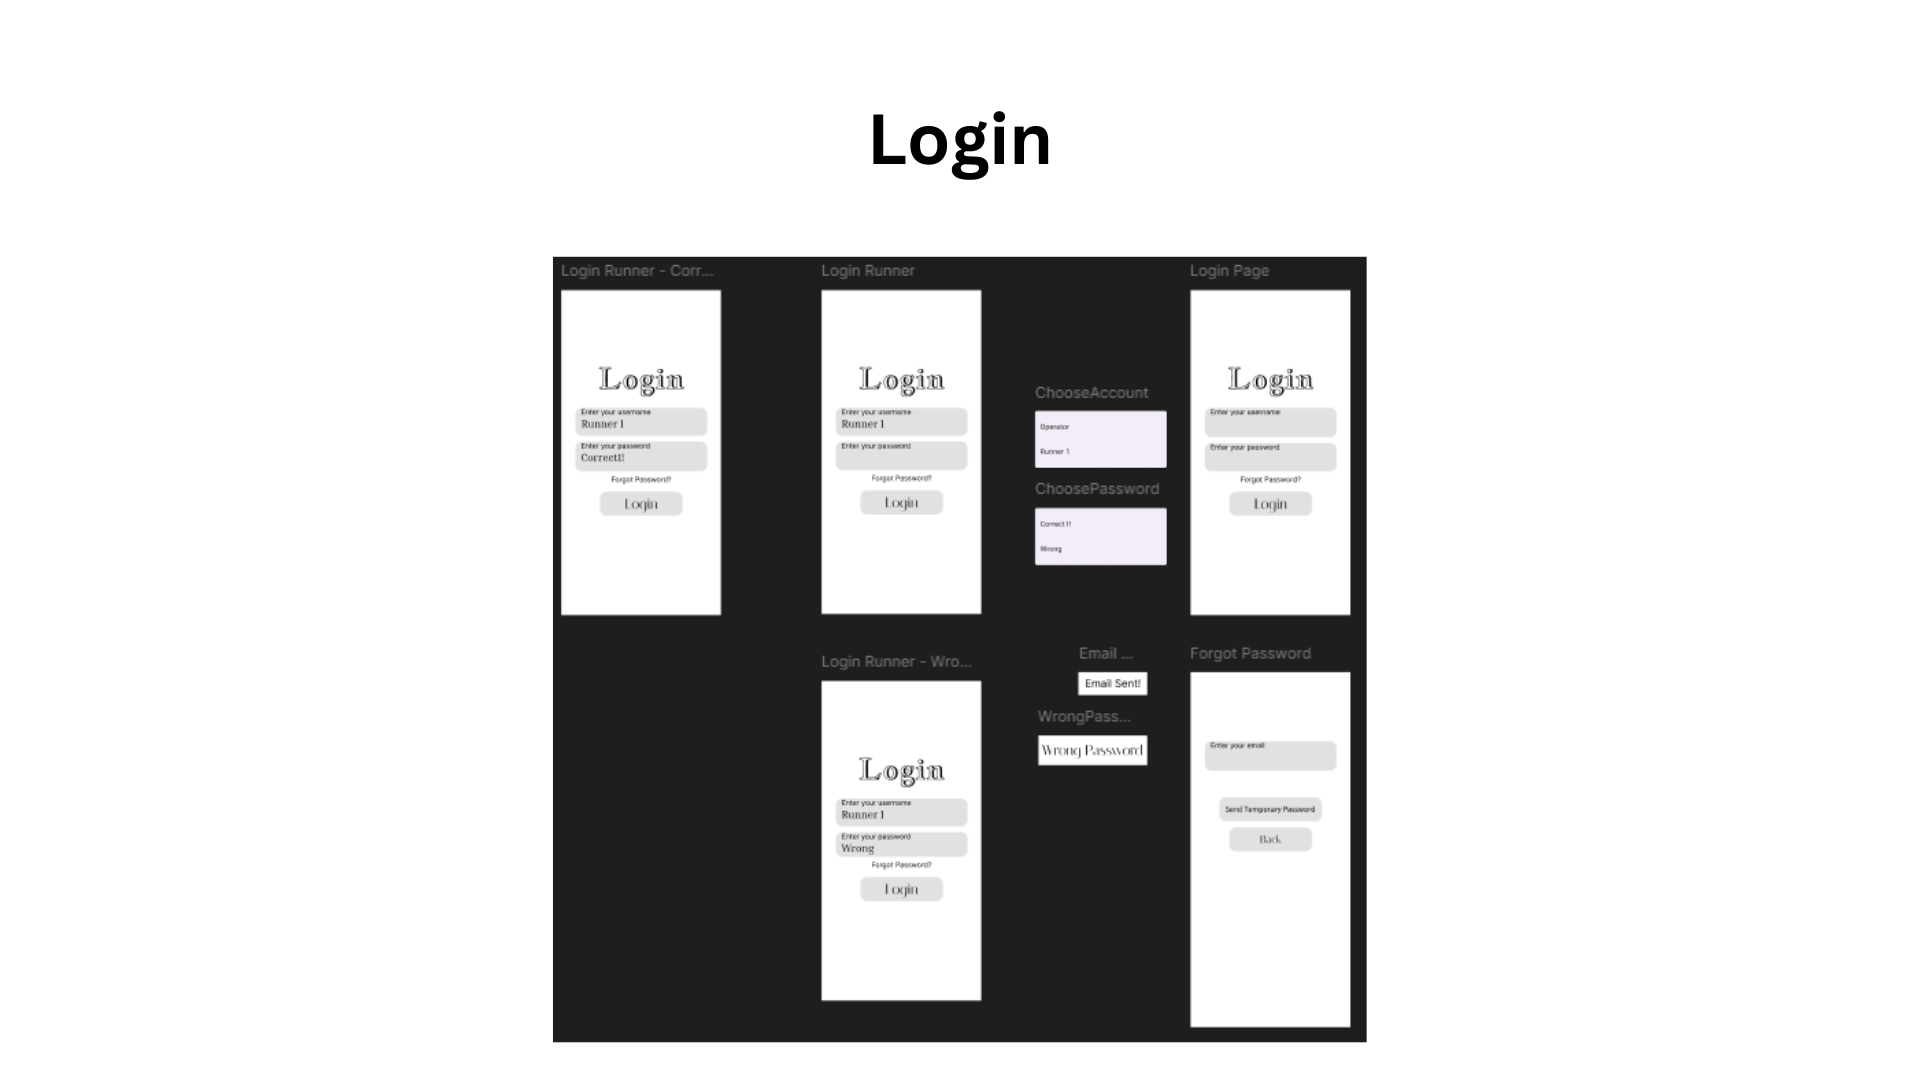 Login
Login Runner - Corr...
Login
Enter your username
Runner 1
Enter your password
Correct1!
Forgot Password?
Login
Login Runner
Login
Enter your username
Runner 1
Enter your password
Forgot Password?
Login
ChooseAccount
Operator
Runner 1
ChoosePassword
Correct1!
Wrong
Login Page
Login
Enter your username
Enter your password
Forgot Password?
Login
Login Runner - Wro...
Login
Enter your username
Runner 1
Enter your password
Wrong
Forgot Password?
Login
Email ...
Email Sent!
WrongPass...
Wrong Password
Forgot Password
Enter your email
Send Temporary Password
Back